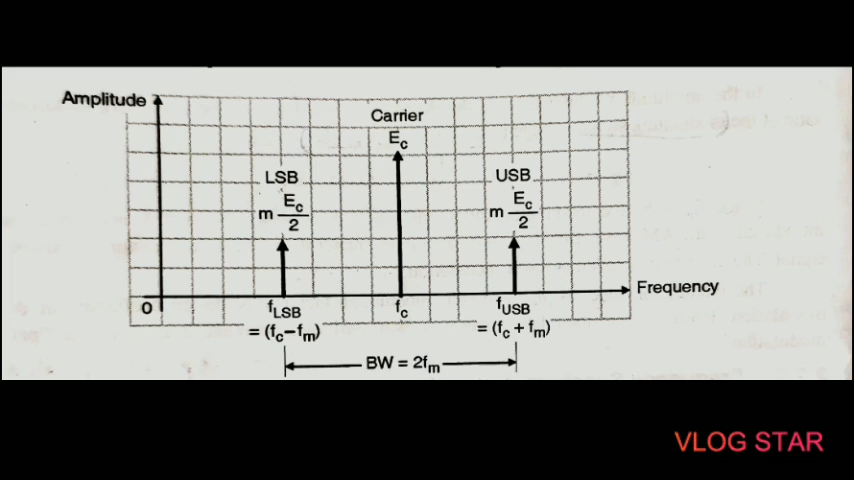 Amplitude
Carrier
E_c
LSB
m E_c/2
USB
m E_c/2
Frequency
0
f_LSB
= (f_c – f_m)
f_c
f_USB
= (f_c + f_m)
BW = 2f_m
VLOG STAR